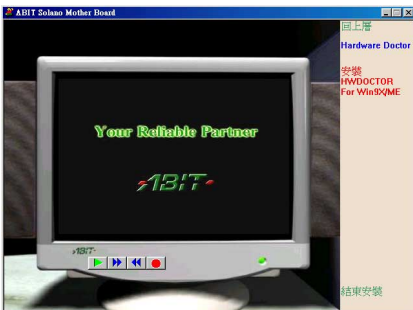 ABIT Solano Mother Board
回上層
Hardware Doctor
安裝
HWDOCTOR
For Win9X/ME
Your Reliable Partner
ABIT
ABIT
結束安裝